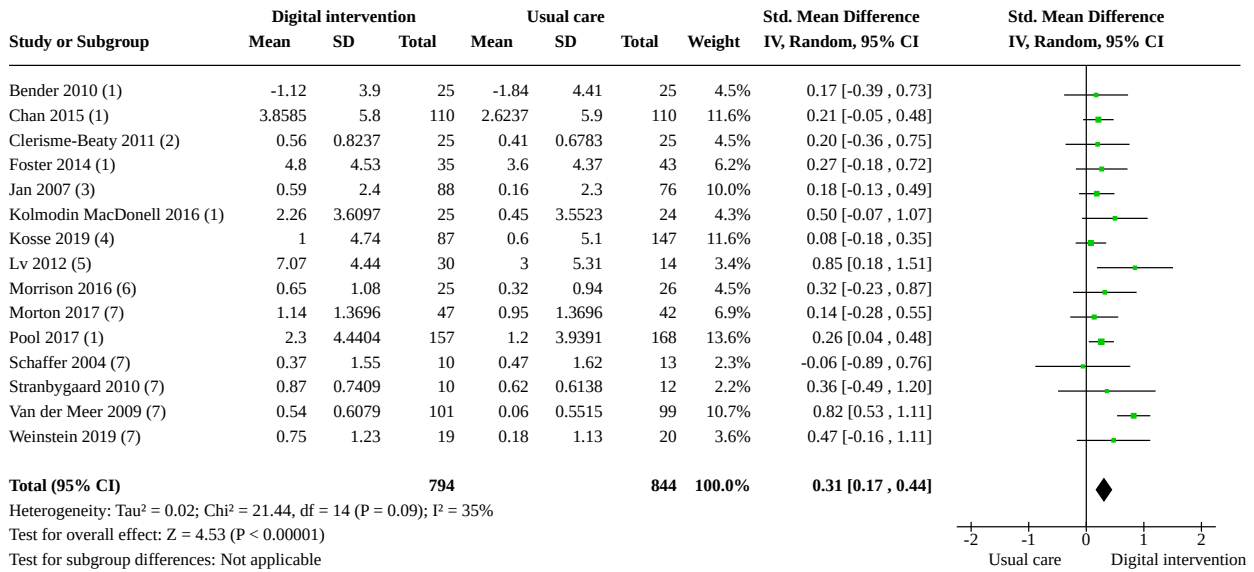 Digital intervention Usual care Std. Mean Difference Std. Mean Difference
Study or Subgroup Mean SD Total Mean SD Total Weight IV, Random, 95% CI IV, Random, 95% CI
Bender 2010 (1) -1.12 3.9 25 -1.84 4.41 25 4.5% 0.17 [-0.39 , 0.73]
Chan 2015 (1) 3.8585 5.8 110 2.6237 5.9 110 11.6% 0.21 [-0.05 , 0.48]
Clerisme-Beaty 2011 (2) 0.56 0.8237 25 0.41 0.6783 25 4.5% 0.20 [-0.36 , 0.75]
Foster 2014 (1) 4.8 4.53 35 3.6 4.37 43 6.2% 0.27 [-0.18 , 0.72]
Jan 2007 (3) 0.59 2.4 88 0.16 2.3 76 10.0% 0.18 [-0.13 , 0.49]
Kolmodin MacDonell 2016 (1) 2.26 3.6097 25 0.45 3.5523 24 4.3% 0.50 [-0.07 , 1.07]
Kosse 2019 (4) 1 4.74 87 0.6 5.1 147 11.6% 0.08 [-0.18 , 0.35]
Lv 2012 (5) 7.07 4.44 30 3 5.31 14 3.4% 0.85 [0.18 , 1.51]
Morrison 2016 (6) 0.65 1.08 25 0.32 0.94 26 4.5% 0.32 [-0.23 , 0.87]
Morton 2017 (7) 1.14 1.3696 47 0.95 1.3696 42 6.9% 0.14 [-0.28 , 0.55]
Pool 2017 (1) 2.3 4.4404 157 1.2 3.9391 168 13.6% 0.26 [0.04 , 0.48]
Schaffer 2004 (7) 0.37 1.55 10 0.47 1.62 13 2.3% -0.06 [-0.89 , 0.76]
Stranbygaard 2010 (7) 0.87 0.7409 10 0.62 0.6138 12 2.2% 0.36 [-0.49 , 1.20]
Van der Meer 2009 (7) 0.54 0.6079 101 0.06 0.5515 99 10.7% 0.82 [0.53 , 1.11]
Weinstein 2019 (7) 0.75 1.23 19 0.18 1.13 20 3.6% 0.47 [-0.16 , 1.11]
Total (95% CI) 794 844 100.0% 0.31 [0.17 , 0.44]
Heterogeneity: Tau² = 0.02; Chi² = 21.44, df = 14 (P = 0.09); I² = 35%
Test for overall effect: Z = 4.53 (P < 0.00001)
Test for subgroup differences: Not applicable
-2 -1 0 1 2
Usual care Digital intervention